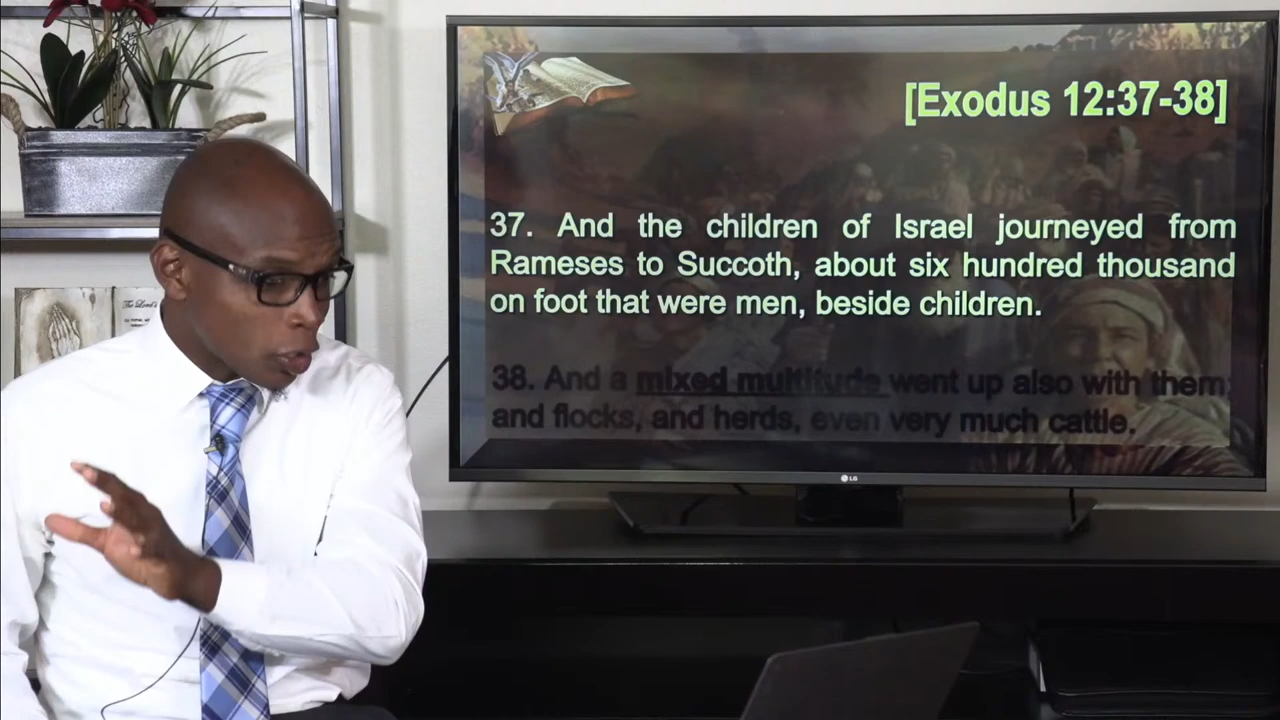 [Exodus 12:37-38]
37. And the children of Israel journeyed from
Rameses to Succoth, about six hundred thousand
on foot that were men, beside children.
38. And a mixed multitude went up also with them;
and flocks, and herds, even very much cattle.
LG
The Lord's